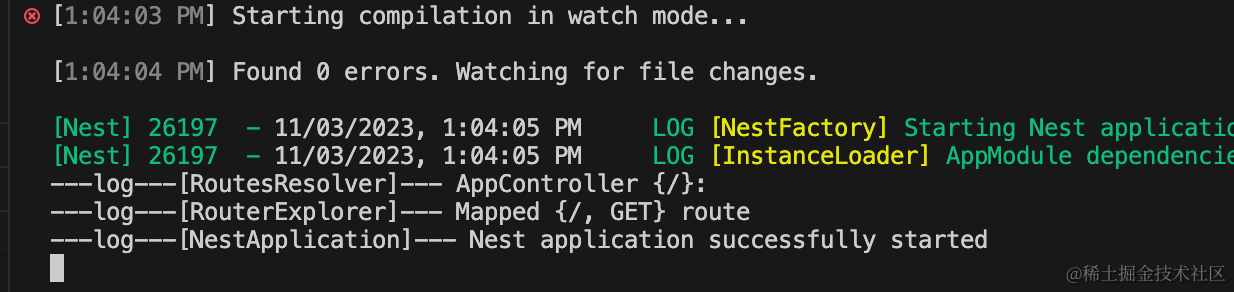 [1:04:03 PM] Starting compilation in watch mode...
[1:04:04 PM] Found 0 errors. Watching for file changes.
[Nest] 26197 - 11/03/2023, 1:04:05 PM LOG [NestFactory] Starting Nest applicatio
[Nest] 26197 - 11/03/2023, 1:04:05 PM LOG [InstanceLoader] AppModule dependencie
---log---[RoutesResolver]--- AppController {/}:
---log---[RouterExplorer]--- Mapped {/, GET} route
---log---[NestApplication]--- Nest application successfully started
@稀土掘金技术社区